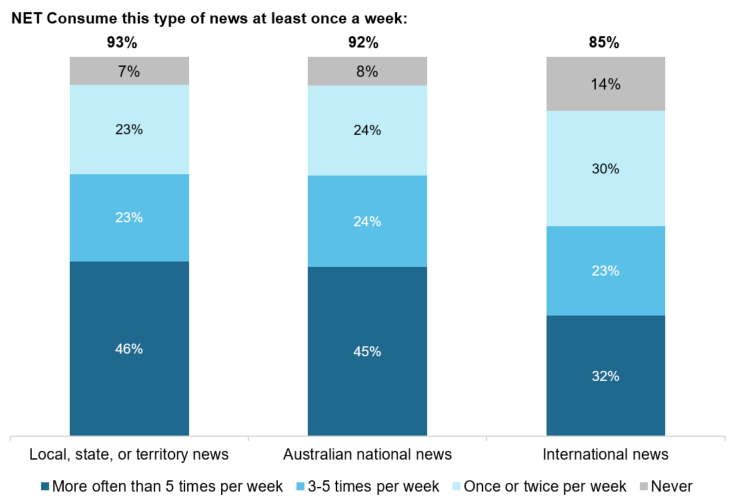 NET Consume this type of news at least once a week:
93% 92% 85%
7% 8% 14%
23% 24% 30%
23% 24% 23%
46% 45% 32%
Local, state, or territory news Australian national news International news
More often than 5 times per week 3-5 times per week Once or twice per week Never